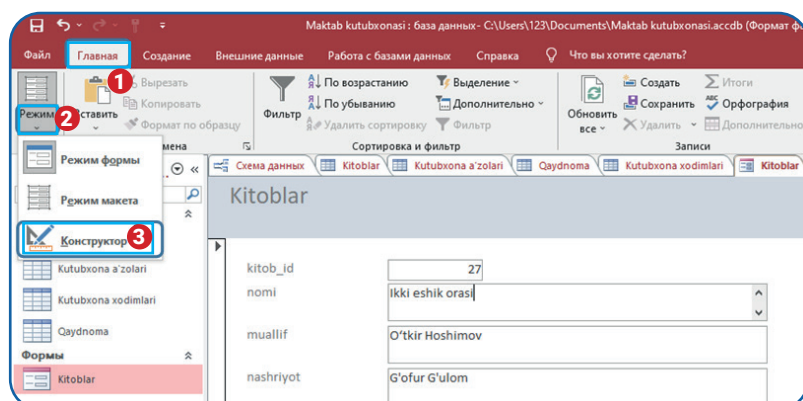 Maktab kutubxonasi : база данных- C:\Users\123\Documents\Maktab kutubxonasi.accdb (Формат
Файл Главная Создание Внешние данные Работа с базами данных Справка Что вы хотите сделать?
1
Режим 2
Вырезать
Копировать
Формат по образцу
Фильтр
По возрастанию
По убыванию
Удалить сортировку
Выделение
Дополнительно
Фильтр
Сортировка и фильтр
Обновить
все
Создать
Сохранить
Удалить
Итоги
Орфография
Дополнительно
Записи
Режим формы
Режим макета
Конструктор 3
Схема данных Kitoblar Kutubxona a'zolari Qaydnoma Kutubxona xodimlari Kitoblar
Kutubxona a'zolari
Kutubxona xodimlari
Qaydnoma
Формы
Kitoblar
Kitoblar
kitob_id 27
nomi Ikki eshik orasi
muallif O‘tkir Hoshimov
nashriyot G'ofur G'ulom